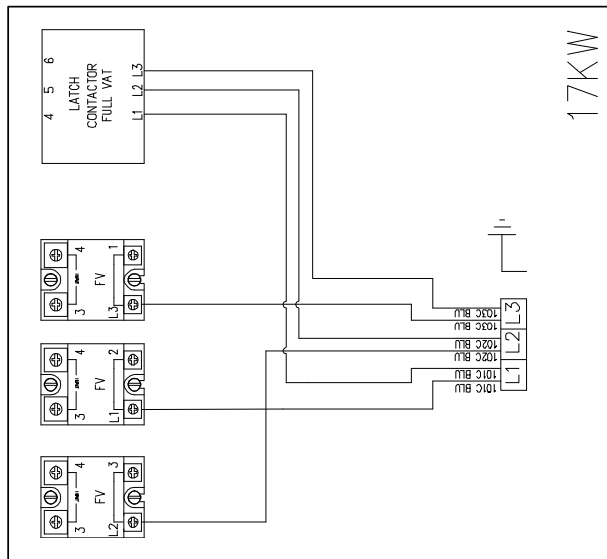 17KW
LATCH
CONTACTOR
FULL VAT
4 5 6
L1 L2 L3
4 1
FV
3 L3
4 2
FV
3 L1
4 3
FV
3 L2
103C BLU
103C BLU
102C BLU
102C BLU
101C BLU
101C BLU
L3
L2
L1